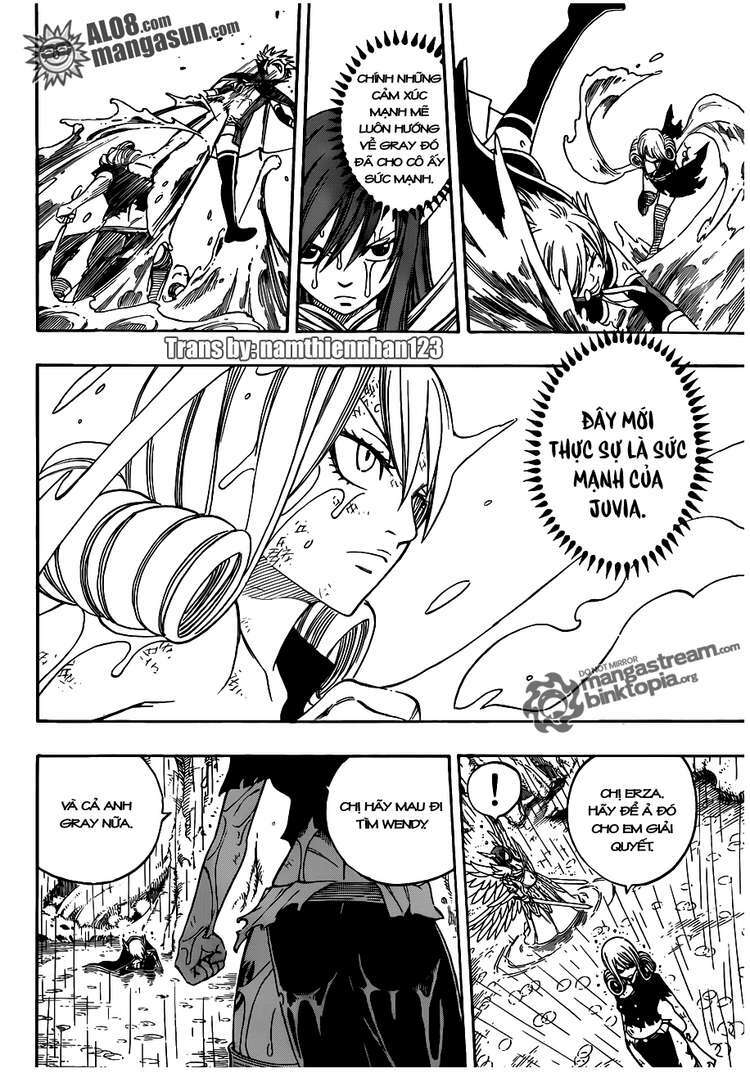 AL08.com
mangasun.com
CHÍNH NHỮNG
CẢM XÚC
MẠNH MẼ
LUÔN HƯỚNG
VỀ GRAY ĐÓ
ĐÃ CHO CÔ ẤY
SỨC MẠNH.
Trans by: namthiennhan123
ĐÂY MỚI
THỰC SỰ LÀ SỨC
MẠNH CỦA
JUVIA.
DO NOT MIRROR
mangastream.com
binktopia.org
!
CHỊ ERZA,
HÃY ĐỂ Ả ĐÓ
CHO EM GIẢI
QUYẾT.
CHỊ HÃY MAU ĐI
TÌM WENDY.
VÀ CẢ ANH
GRAY NỮA.